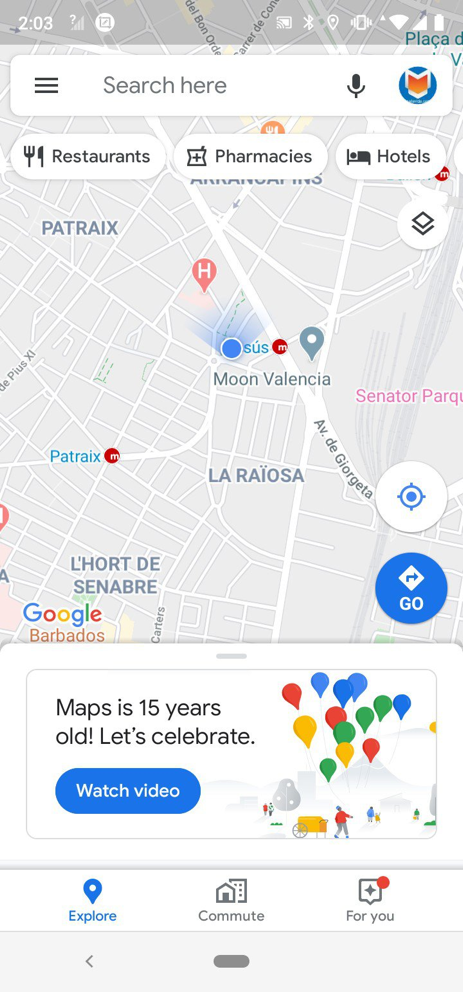 2:03
Plaça d
Search here
Restaurants
Pharmacies
Hotels
ARRANCAPINS
PATRAIX
H
sús
m
Moon Valencia
de Pius XI
Senator Parqu
Av. de Giorgeta
Patraix
m
LA RAÏOSA
L'HORT DE
SENABRE
A
Google
Barbados
Carters
GO
Maps is 15 years
old! Let's celebrate.
Watch video
Explore
Commute
For you